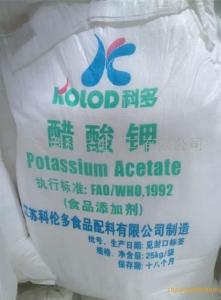 KOLOD科多
醋酸钾
Potassium Acetate
执行标准: FAO/WHO,1992
(食品添加剂)
江苏科伦多食品配料有限公司制造
批号、生产日期: 见封口标签
规格、净含量: 25kg/袋
保存期: 十八个月